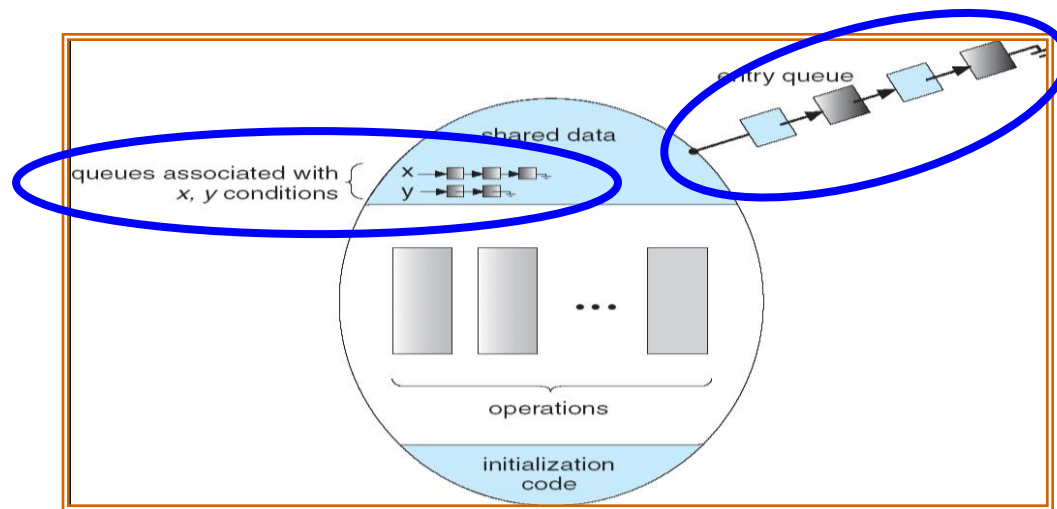 entry queue
shared data
queues associated with
x, y conditions
x
y
operations
initialization
code